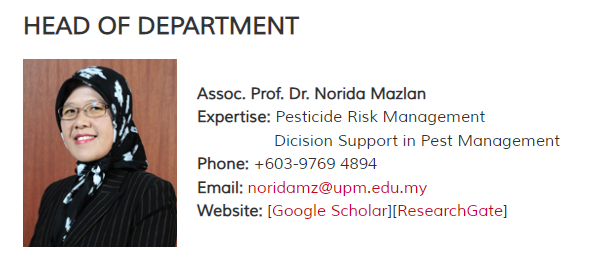 HEAD OF DEPARTMENT
Assoc. Prof. Dr. Norida Mazlan
Expertise: Pesticide Risk Management
Dicision Support in Pest Management
Phone: +603-9769 4894
Email: noridamz@upm.edu.my
Website: [Google Scholar][ResearchGate]